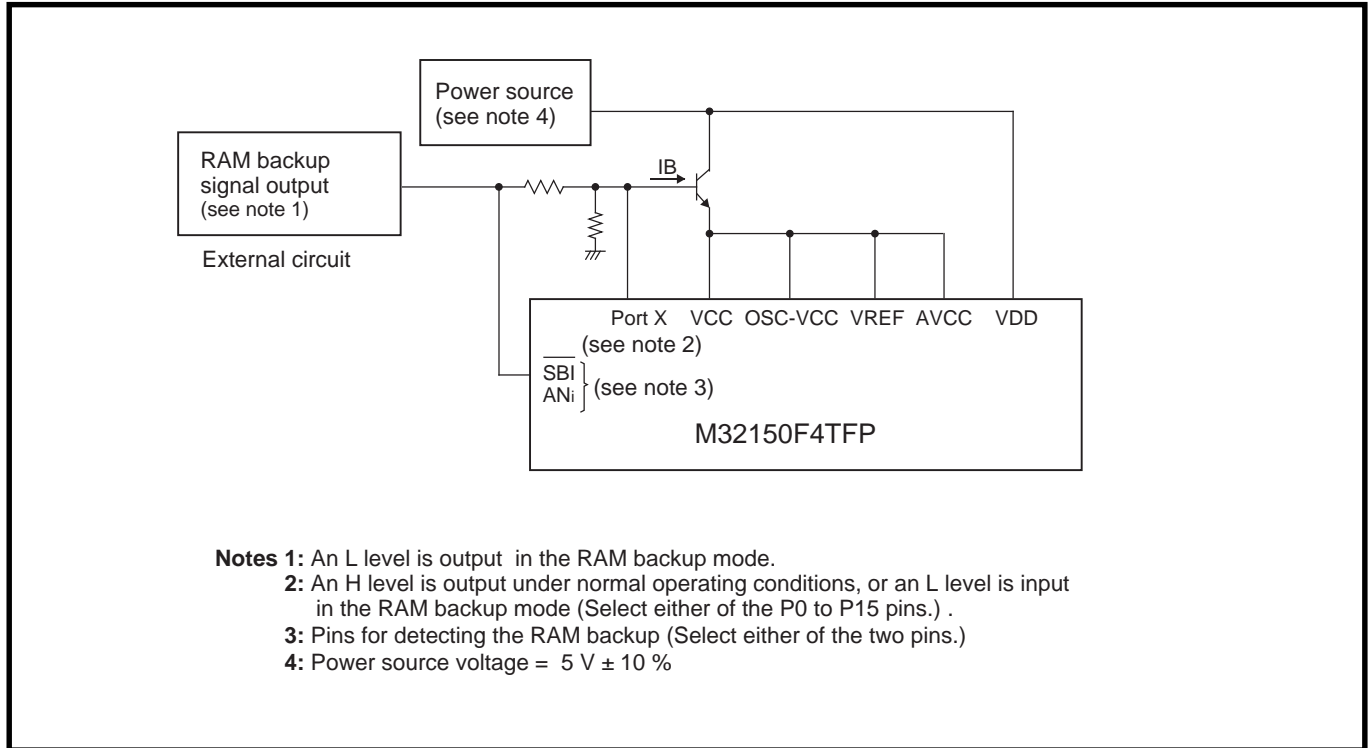 Power source
(see note 4)
RAM backup
signal output
(see note 1)
External circuit
IB
Port X VCC OSC-VCC VREF AVCC VDD
(see note 2)
SBI
ANi
(see note 3)
M32150F4TFP
Notes 1: An L level is output in the RAM backup mode.
2: An H level is output under normal operating conditions, or an L level is input
in the RAM backup mode (Select either of the P0 to P15 pins.) .
3: Pins for detecting the RAM backup (Select either of the two pins.)
4: Power source voltage = 5 V ± 10 %